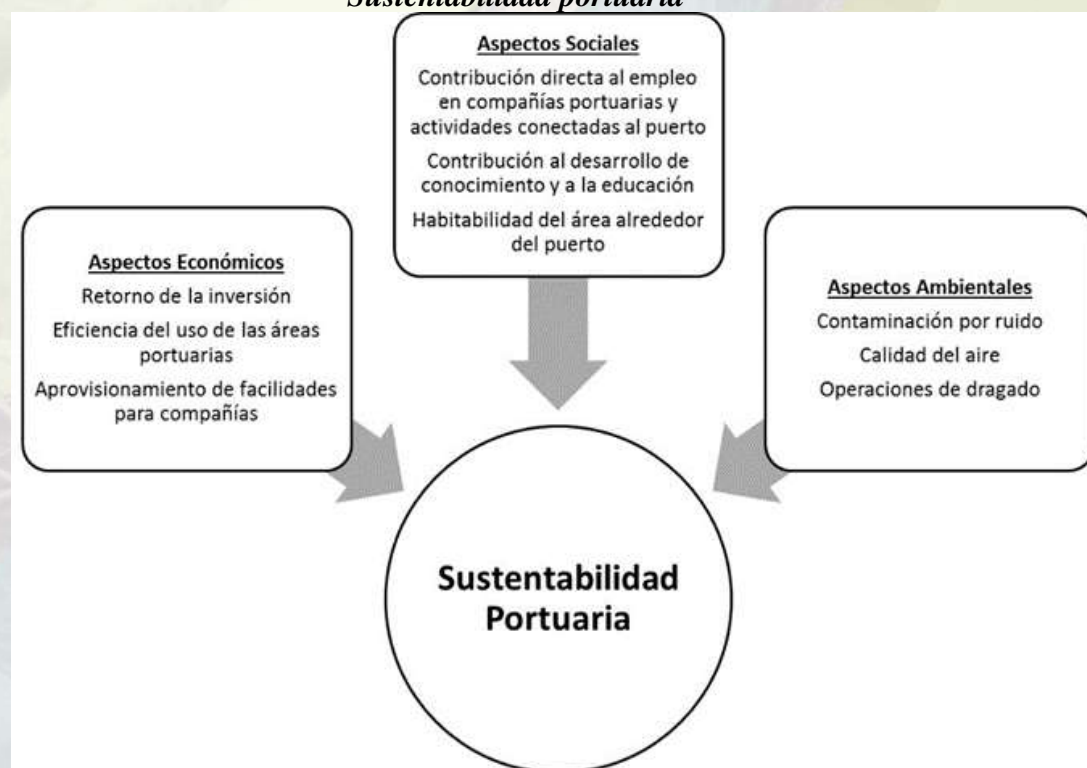 Sustentabilidad portuaria
Aspectos Sociales
Contribución directa al empleo
en compañías portuarias y
actividades conectadas al puerto
Contribución al desarrollo de
conocimiento y a la educación
Habitabilidad del área alrededor
del puerto
Aspectos Económicos
Retorno de la inversión
Eficiencia del uso de las áreas
portuarias
Aprovisionamiento de facilidades
para compañías
Aspectos Ambientales
Contaminación por ruido
Calidad del aire
Operaciones de dragado
Sustentabilidad
Portuaria